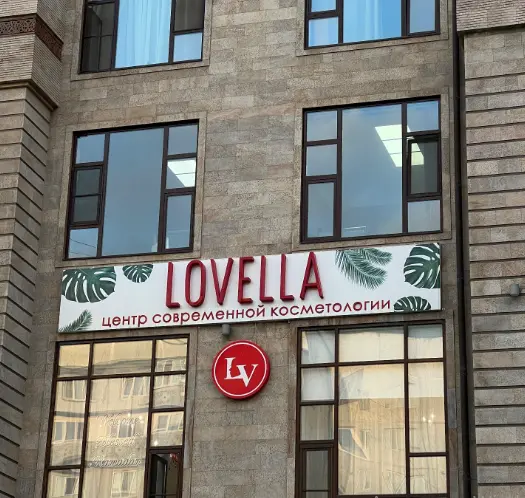 LOVELLA
центр современной косметологии
LV